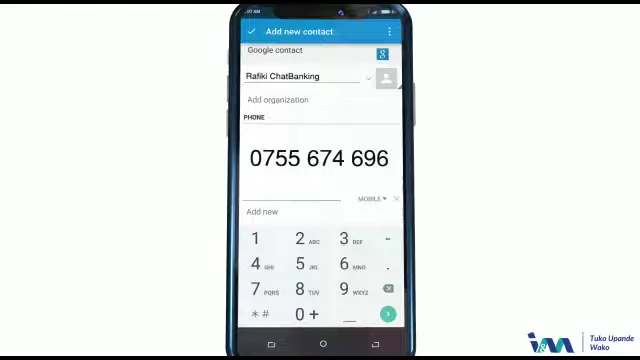 Add new contact
Google contact
8
Rafiki ChatBanking
Add organization
PHONE
0755 674 696
MOBILE
Add new
1 2 ABC 3 DEF -
4 GHI 5 JKL 6 MNO .
7 PQRS 8 TUV 9 WXYZ
* # 0 +
I&M
Tuko Upande
Wako